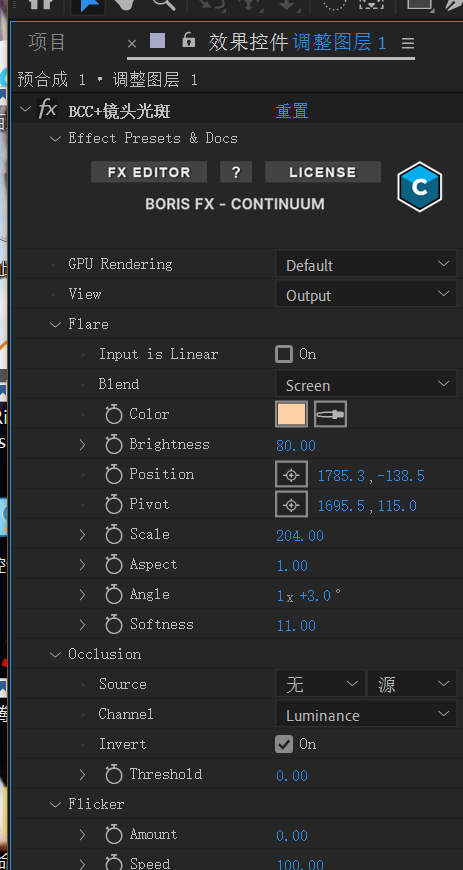 项目 × 效果控件 调整图层 1 ☰
预合成 1 • 调整图层 1
fx BCC+镜头光斑 重置
Effect Presets & Docs
FX EDITOR ? LICENSE
BORIS FX - CONTINUUM
GPU Rendering Default
View Output
Flare
Input is Linear On
Blend Screen
Color
Brightness 80.00
Position 1785.3,-138.5
Pivot 1695.5,115.0
Scale 204.00
Aspect 1.00
Angle 1x+3.0°
Softness 11.00
Occlusion
Source 无 源
Channel Luminance
Invert On
Threshold 0.00
Flicker
Amount 0.00
Speed 100.00